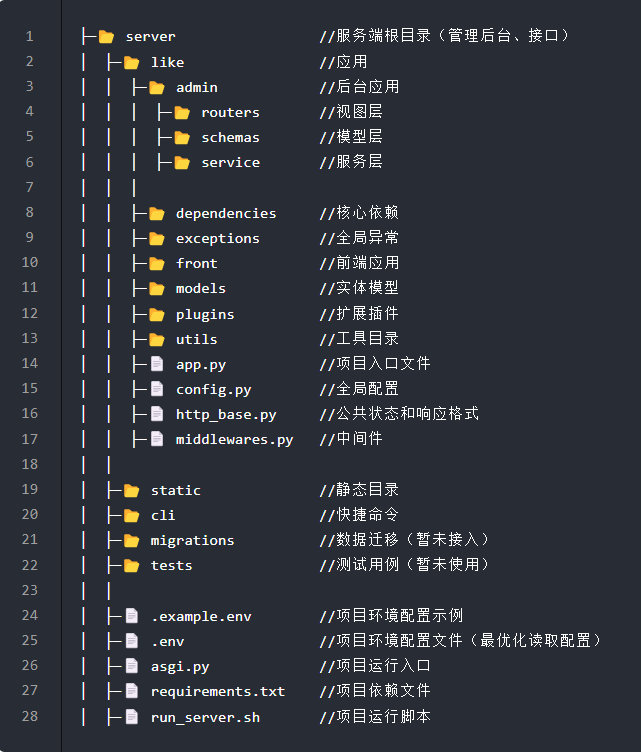 1 ├─📂 server //服务端根目录（管理后台、接口）
2 │ ├─📂 like //应用
3 │ │ ├─📂 admin //后台应用
4 │ │ │ ├─📂 routers //视图层
5 │ │ │ ├─📂 schemas //模型层
6 │ │ │ ├─📂 service //服务层
7 │ │ │
8 │ │ ├─📂 dependencies //核心依赖
9 │ │ ├─📂 exceptions //全局异常
10 │ │ ├─📂 front //前端应用
11 │ │ ├─📂 models //实体模型
12 │ │ ├─📂 plugins //扩展插件
13 │ │ ├─📂 utils //工具目录
14 │ │ ├─📄 app.py //项目入口文件
15 │ │ ├─📄 config.py //全局配置
16 │ │ ├─📄 http_base.py //公共状态和响应格式
17 │ │ ├─📄 middlewares.py //中间件
18 │ │
19 │ ├─📂 static //静态目录
20 │ ├─📂 cli //快捷命令
21 │ ├─📂 migrations //数据迁移（暂未接入）
22 │ ├─📂 tests //测试用例（暂未使用）
23 │ │
24 │ ├─📄 .example.env //项目环境配置示例
25 │ ├─📄 .env //项目环境配置文件（最优化读取配置）
26 │ ├─📄 asgi.py //项目运行入口
27 │ ├─📄 requirements.txt //项目依赖文件
28 │ ├─📄 run_server.sh //项目运行脚本